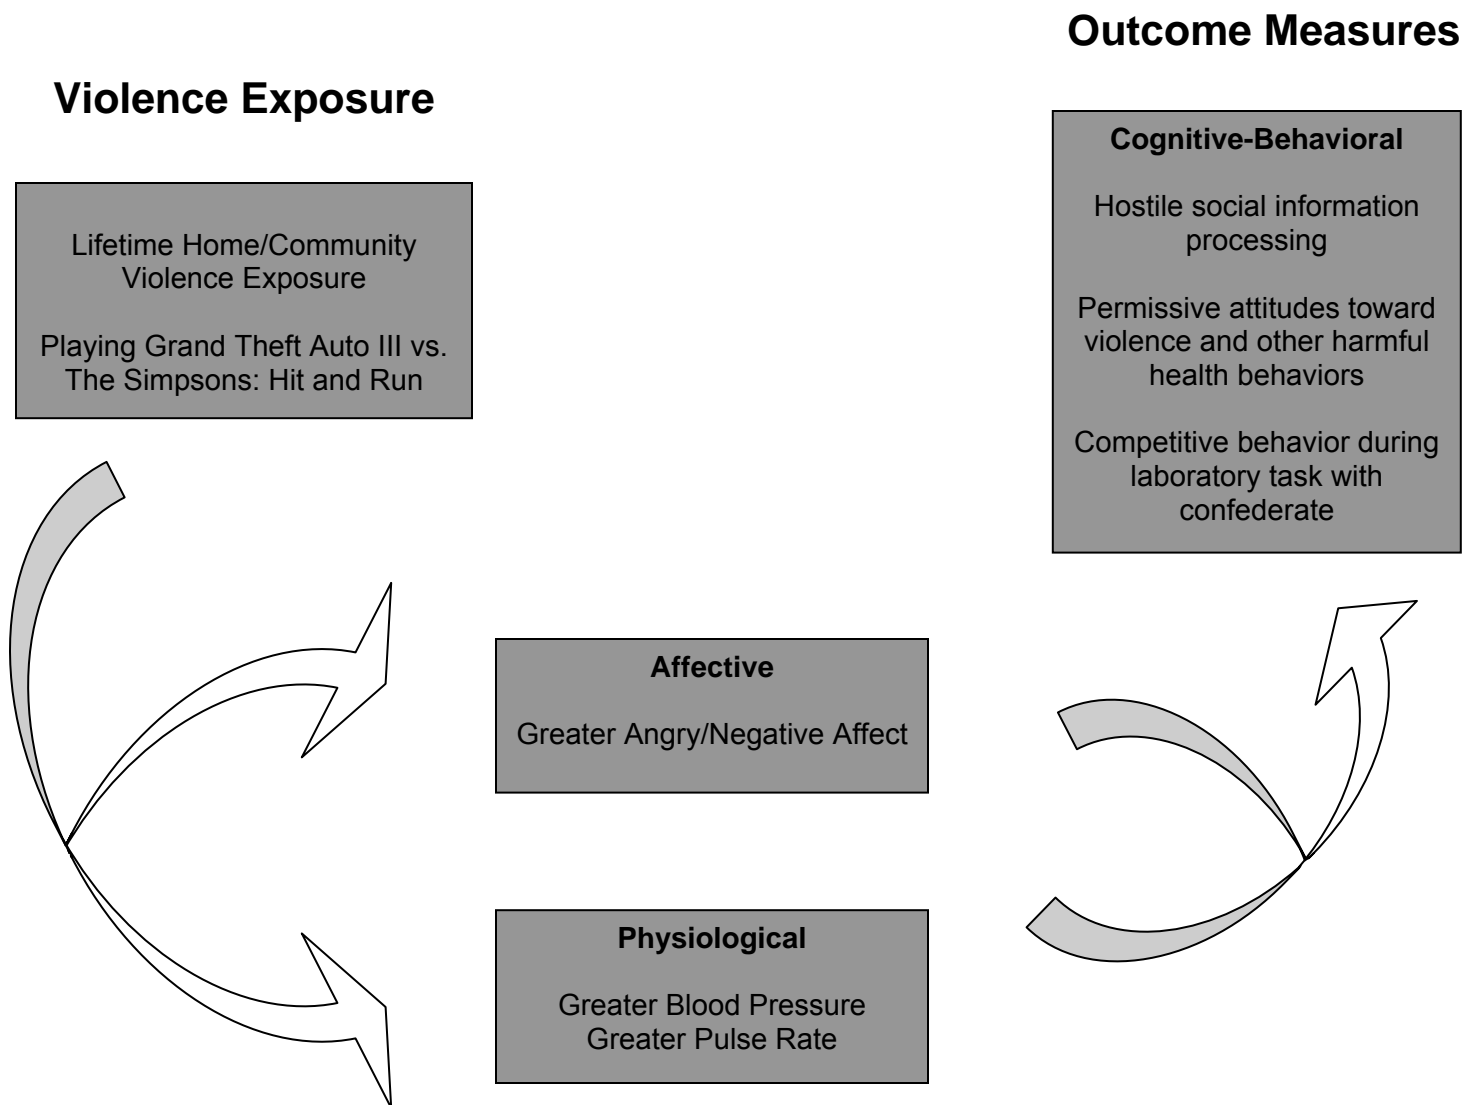 Outcome Measures
Violence Exposure
Lifetime Home/Community
Violence Exposure
Playing Grand Theft Auto III vs.
The Simpsons: Hit and Run
Cognitive-Behavioral
Hostile social information
processing
Permissive attitudes toward
violence and other harmful
health behaviors
Competitive behavior during
laboratory task with
confederate
Affective
Greater Angry/Negative Affect
Physiological
Greater Blood Pressure
Greater Pulse Rate